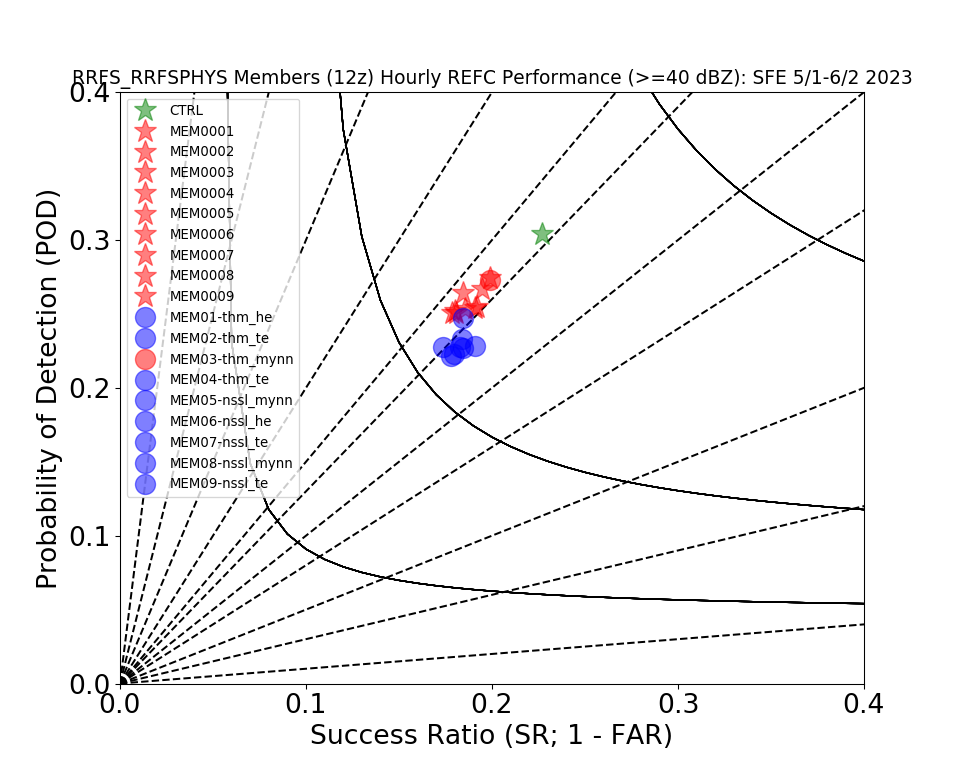 RRFS_RRFSPHYS Members (12z) Hourly REFC Performance (>=40 dBZ): SFE 5/1-6/2 2023
Probability of Detection (POD)
0.4
0.3
0.2
0.1
0.0
CTRL
MEM0001
MEM0002
MEM0003
MEM0004
MEM0005
MEM0006
MEM0007
MEM0008
MEM0009
MEM01-thm_he
MEM02-thm_te
MEM03-thm_mynn
MEM04-thm_te
MEM05-nssl_mynn
MEM06-nssl_he
MEM07-nssl_te
MEM08-nssl_mynn
MEM09-nssl_te
0.0 0.1 0.2 0.3 0.4
Success Ratio (SR; 1 - FAR)